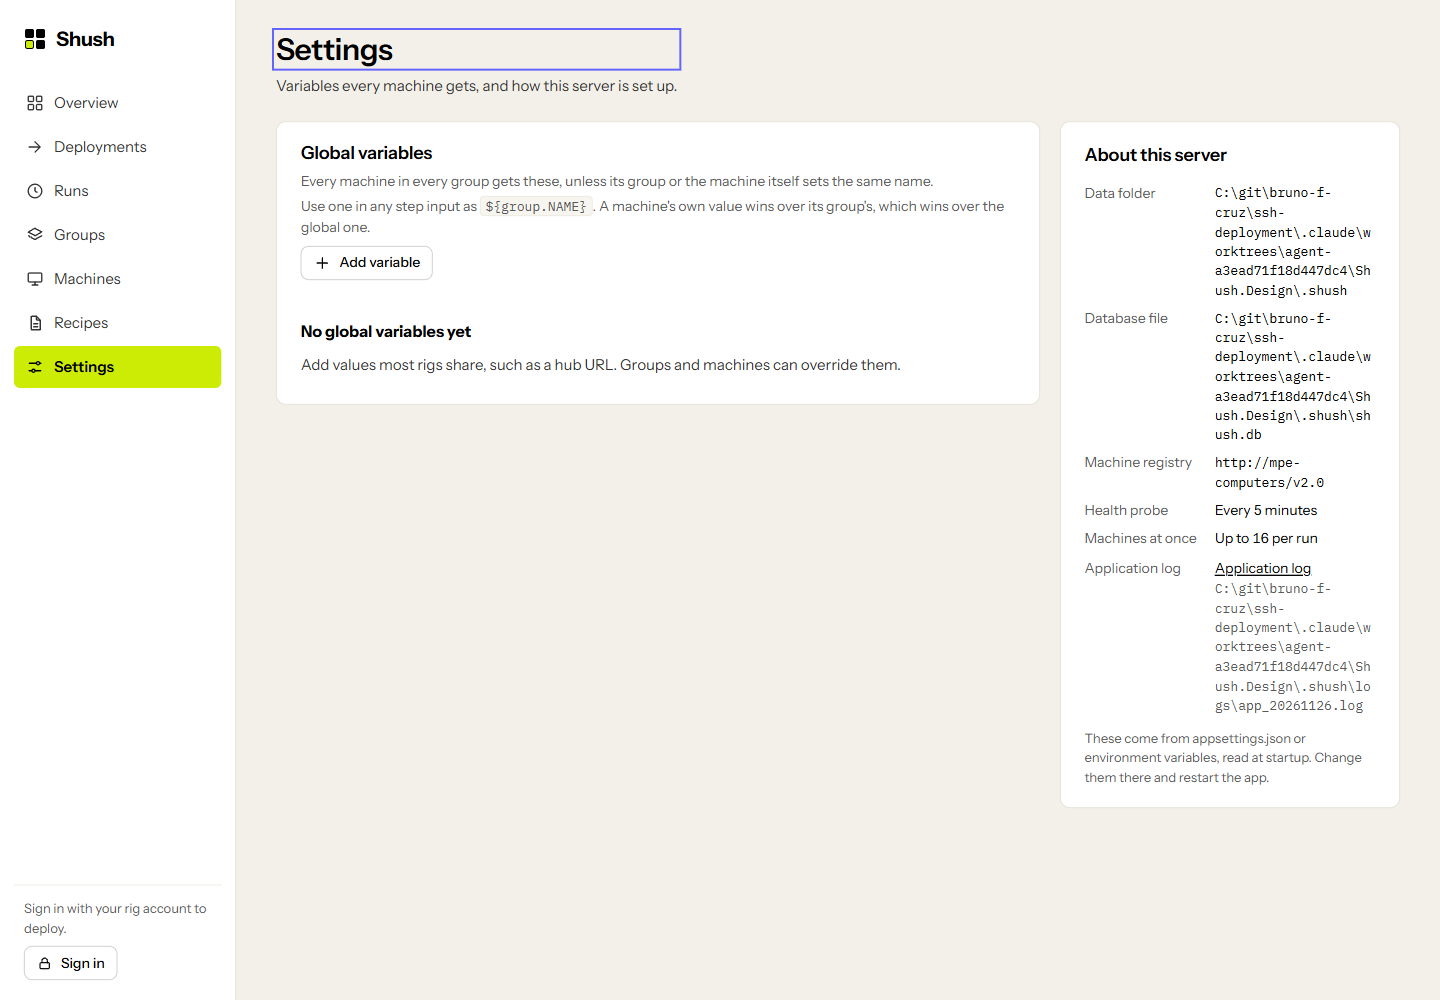 Shush
Overview
Deployments
Runs
Groups
Machines
Recipes
Settings
Sign in with your rig account to
deploy.
Sign in
Settings
Variables every machine gets, and how this server is set up.
Global variables
Every machine in every group gets these, unless its group or the machine itself sets the same name.
Use one in any step input as ${group.NAME}. A machine's own value wins over its group's, which wins over the
global one.
Add variable
No global variables yet
Add values most rigs share, such as a hub URL. Groups and machines can override them.
About this server
Data folder
C:\git\bruno-f-
cruz\ssh-
deployment\.claude\w
orktrees\agent-
a3ead71f18d447dc4\Sh
ush.Design\.shush
Database file
C:\git\bruno-f-
cruz\ssh-
deployment\.claude\w
orktrees\agent-
a3ead71f18d447dc4\Sh
ush.Design\.shush\sh
ush.db
Machine registry
http://mpe-
computers/v2.0
Health probe
Every 5 minutes
Machines at once
Up to 16 per run
Application log
Application log
C:\git\bruno-f-
cruz\ssh-
deployment\.claude\w
orktrees\agent-
a3ead71f18d447dc4\Sh
ush.Design\.shush\lo
gs\app_20261126.log
These come from appsettings.json or
environment variables, read at startup. Change
them there and restart the app.